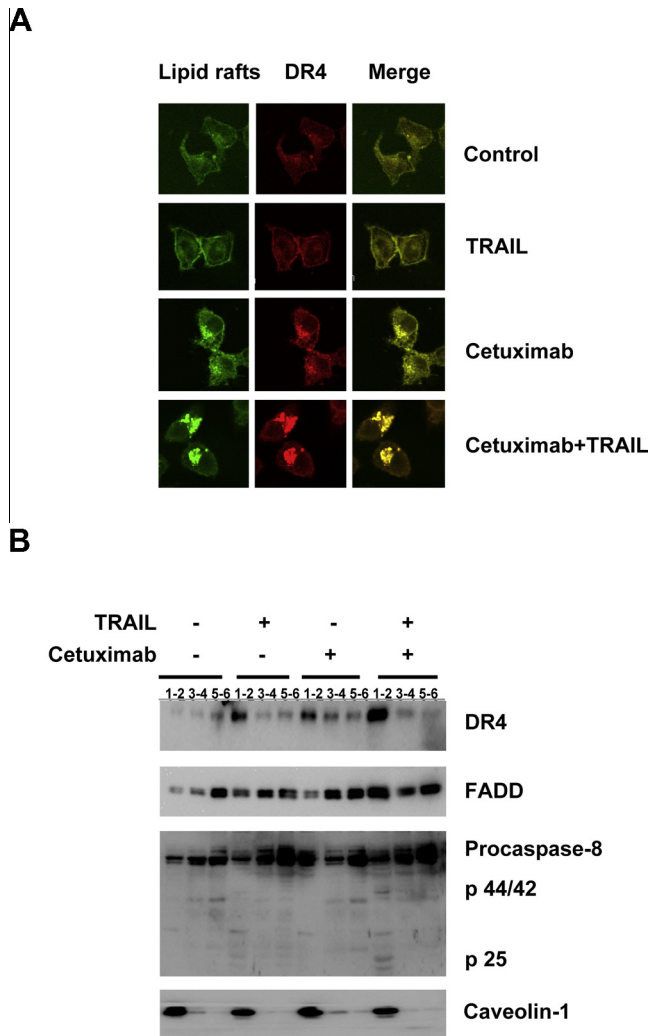 A
Lipid rafts DR4 Merge
Control
TRAIL
Cetuximab
Cetuximab+TRAIL
B
TRAIL - + - +
Cetuximab - - + +
1-2 3-4 5-6 1-2 3-4 5-6 1-2 3-4 5-6 1-2 3-4 5-6
DR4
FADD
Procaspase-8
p 44/42
p 25
Caveolin-1